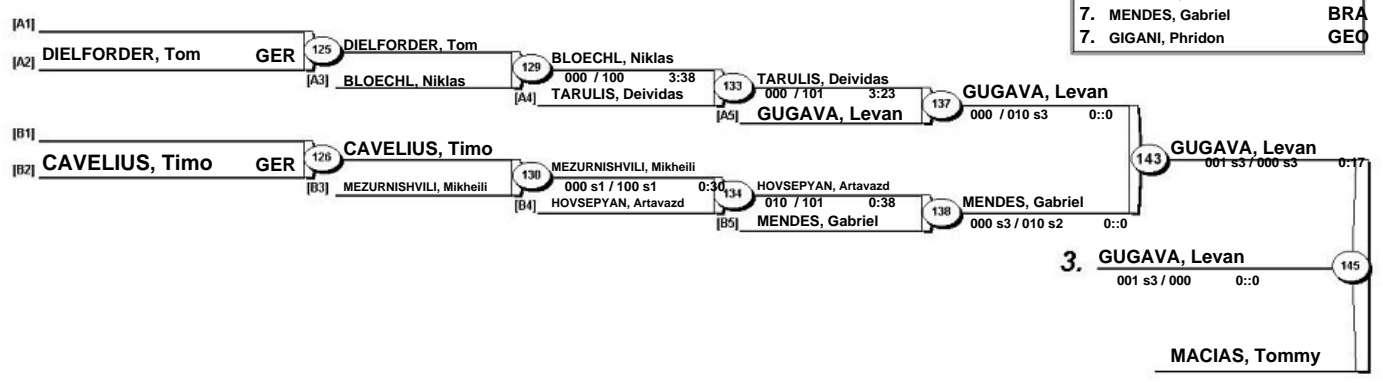 7. MENDES, Gabriel BRA
7. GIGANI, Phridon GEO
[A1]
[A2] DIELFORDER, Tom GER
125
DIELFORDER, Tom
[A3] BLOECHL, Niklas
129
BLOECHL, Niklas
000 / 100 3:38
[A4] TARULIS, Deividas
133
TARULIS, Deividas
000 / 101 3:23
[A5] GUGAVA, Levan
137
GUGAVA, Levan
000 / 010 s3 0::0
[B1]
[B2] CAVELIUS, Timo GER
126
CAVELIUS, Timo
[B3] MEZURNISHVILI, Mikheili
130
MEZURNISHVILI, Mikheili
000 s1 / 100 s1 0:30
[B4] HOVSEPYAN, Artavazd
134
HOVSEPYAN, Artavazd
010 / 101 0:38
[B5] MENDES, Gabriel
138
MENDES, Gabriel
000 s3 / 010 s2 0::0
143
GUGAVA, Levan
001 s3 / 000 s3 0:17
3. GUGAVA, Levan
001 s3 / 000 0::0
145
MACIAS, Tommy